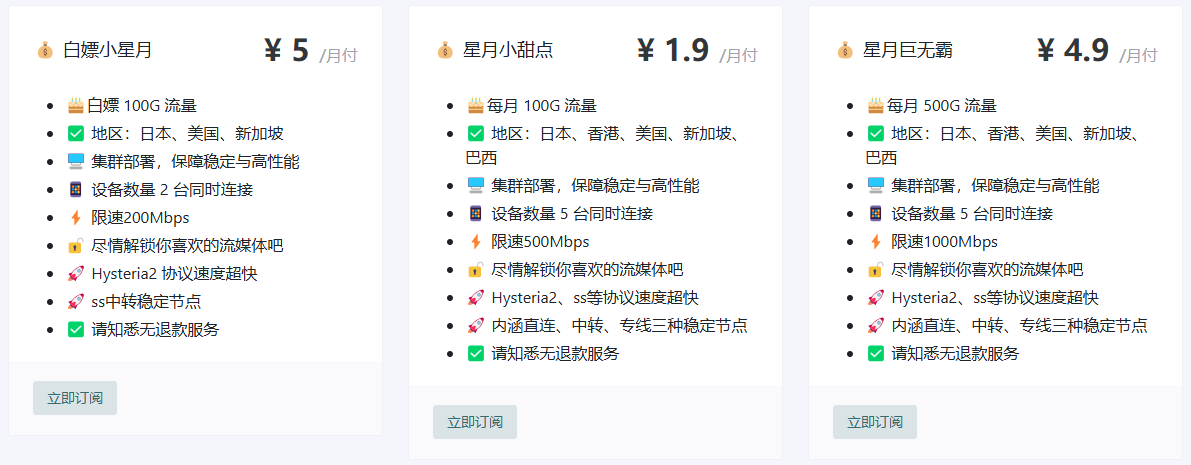 白嫖小星月
¥ 5 /月付
白嫖 100G 流量
地区：日本、美国、新加坡
集群部署，保障稳定与高性能
设备数量 2 台同时连接
限速200Mbps
尽情解锁你喜欢的流媒体吧
Hysteria2 协议速度超快
ss中转稳定节点
请知悉无退款服务
立即订阅
星月小甜点
¥ 1.9 /月付
每月 100G 流量
地区：日本、香港、美国、新加坡、
巴西
集群部署，保障稳定与高性能
设备数量 5 台同时连接
限速500Mbps
尽情解锁你喜欢的流媒体吧
Hysteria2、ss等协议速度超快
内涵直连、中转、专线三种稳定节点
请知悉无退款服务
立即订阅
星月巨无霸
¥ 4.9 /月付
每月 500G 流量
地区：日本、香港、美国、新加坡、
巴西
集群部署，保障稳定与高性能
设备数量 5 台同时连接
限速1000Mbps
尽情解锁你喜欢的流媒体吧
Hysteria2、ss等协议速度超快
内涵直连、中转、专线三种稳定节点
请知悉无退款服务
立即订阅